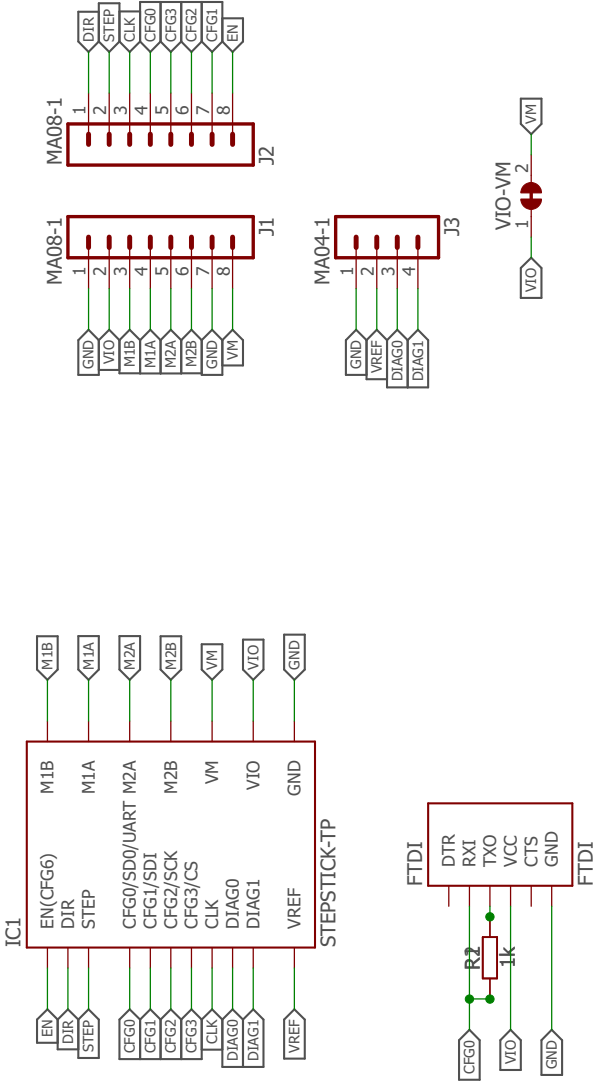 DIR
STEP
CLK
CFG0
CFG3
CFG2
CFG1
EN
1
2
3
4
5
6
7
8
MA08-1
J2
MA08-1
J1
1
2
3
4
5
6
7
8
GND
VIO
M1B
M1A
M2A
M2B
GND
VM
MA04-1
J3
1
2
3
4
GND
VREF
DIAG0
DIAG1
VM
2
VIO-VM
1
VIO
M1B
M1A
M2A
M2B
VM
VIO
GND
M1B
M1A
M2A
M2B
VM
VIO
GND
EN(CFG6)
DIR
STEP
CFG0/SD0/UART
CFG1/SDI
CFG2/SCK
CFG3/CS
CLK
DIAG0
DIAG1
VREF
IC1
STEPSTICK-TP
EN
DIR
STEP
CFG0
CFG1
CFG2
CFG3
CLK
DIAG0
DIAG1
VREF
FTDI
DTR
RXI
TXO
VCC
CTS
GND
FTDI
1k
CFG0
VIO
GND